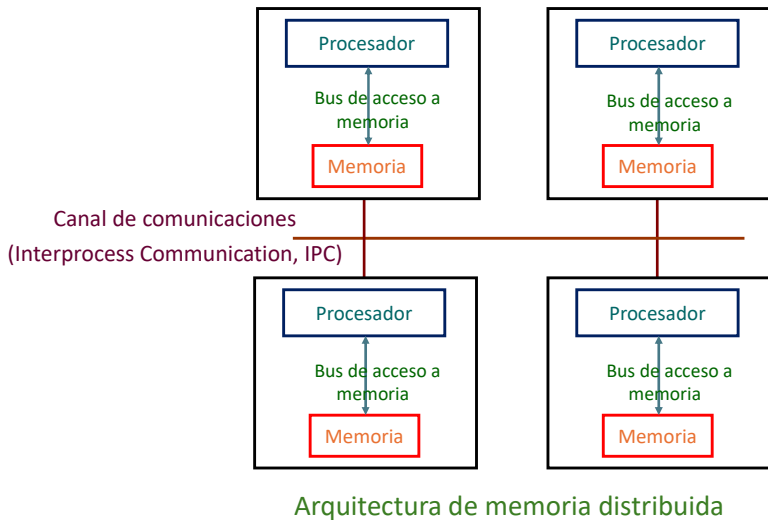 Procesador
Bus de acceso a
memoria
Memoria
Procesador
Bus de acceso a
memoria
Memoria
Canal de comunicaciones
(Interprocess Communication, IPC)
Procesador
Bus de acceso a
memoria
Memoria
Procesador
Bus de acceso a
memoria
Memoria
Arquitectura de memoria distribuida